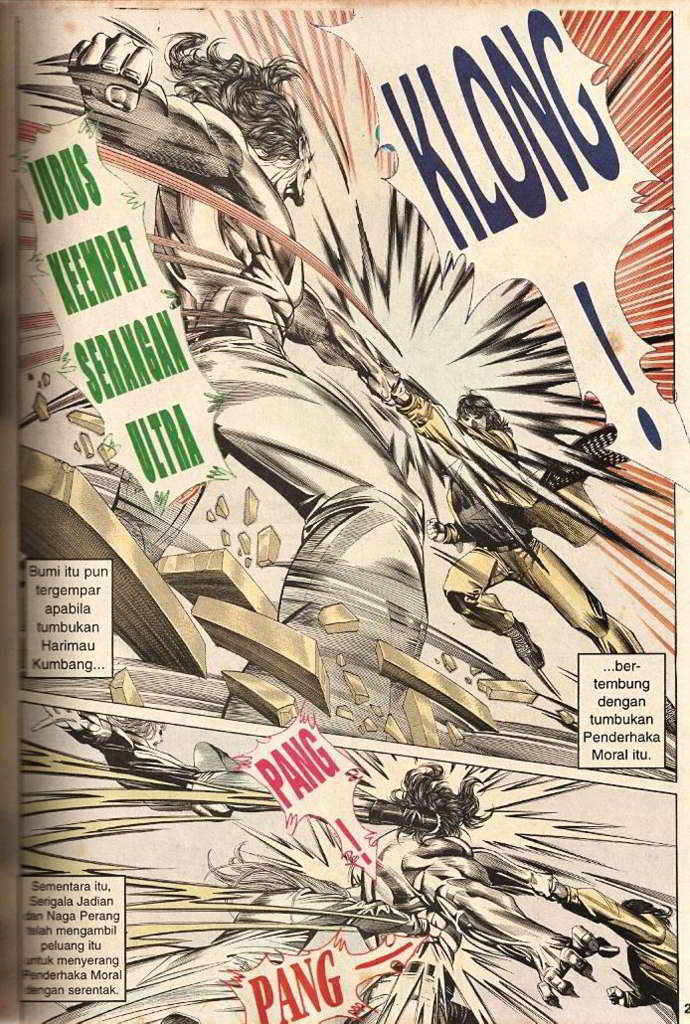 JURUS
KEEMPAT
SERANGAN
ULTRA
KLONG
!
Bumi itu pun
tergempar
apabila
tumbukan
Harimau
Kumbang...
...ber-
tembung
dengan
tumbukan
Penderhaka
Moral itu.
PANG
!
Sementara itu,
Serigala Jadian
dan Naga Perang
telah mengambil
peluang itu
untuk menyerang
Penderhaka Moral
dengan serentak.
PANG
2